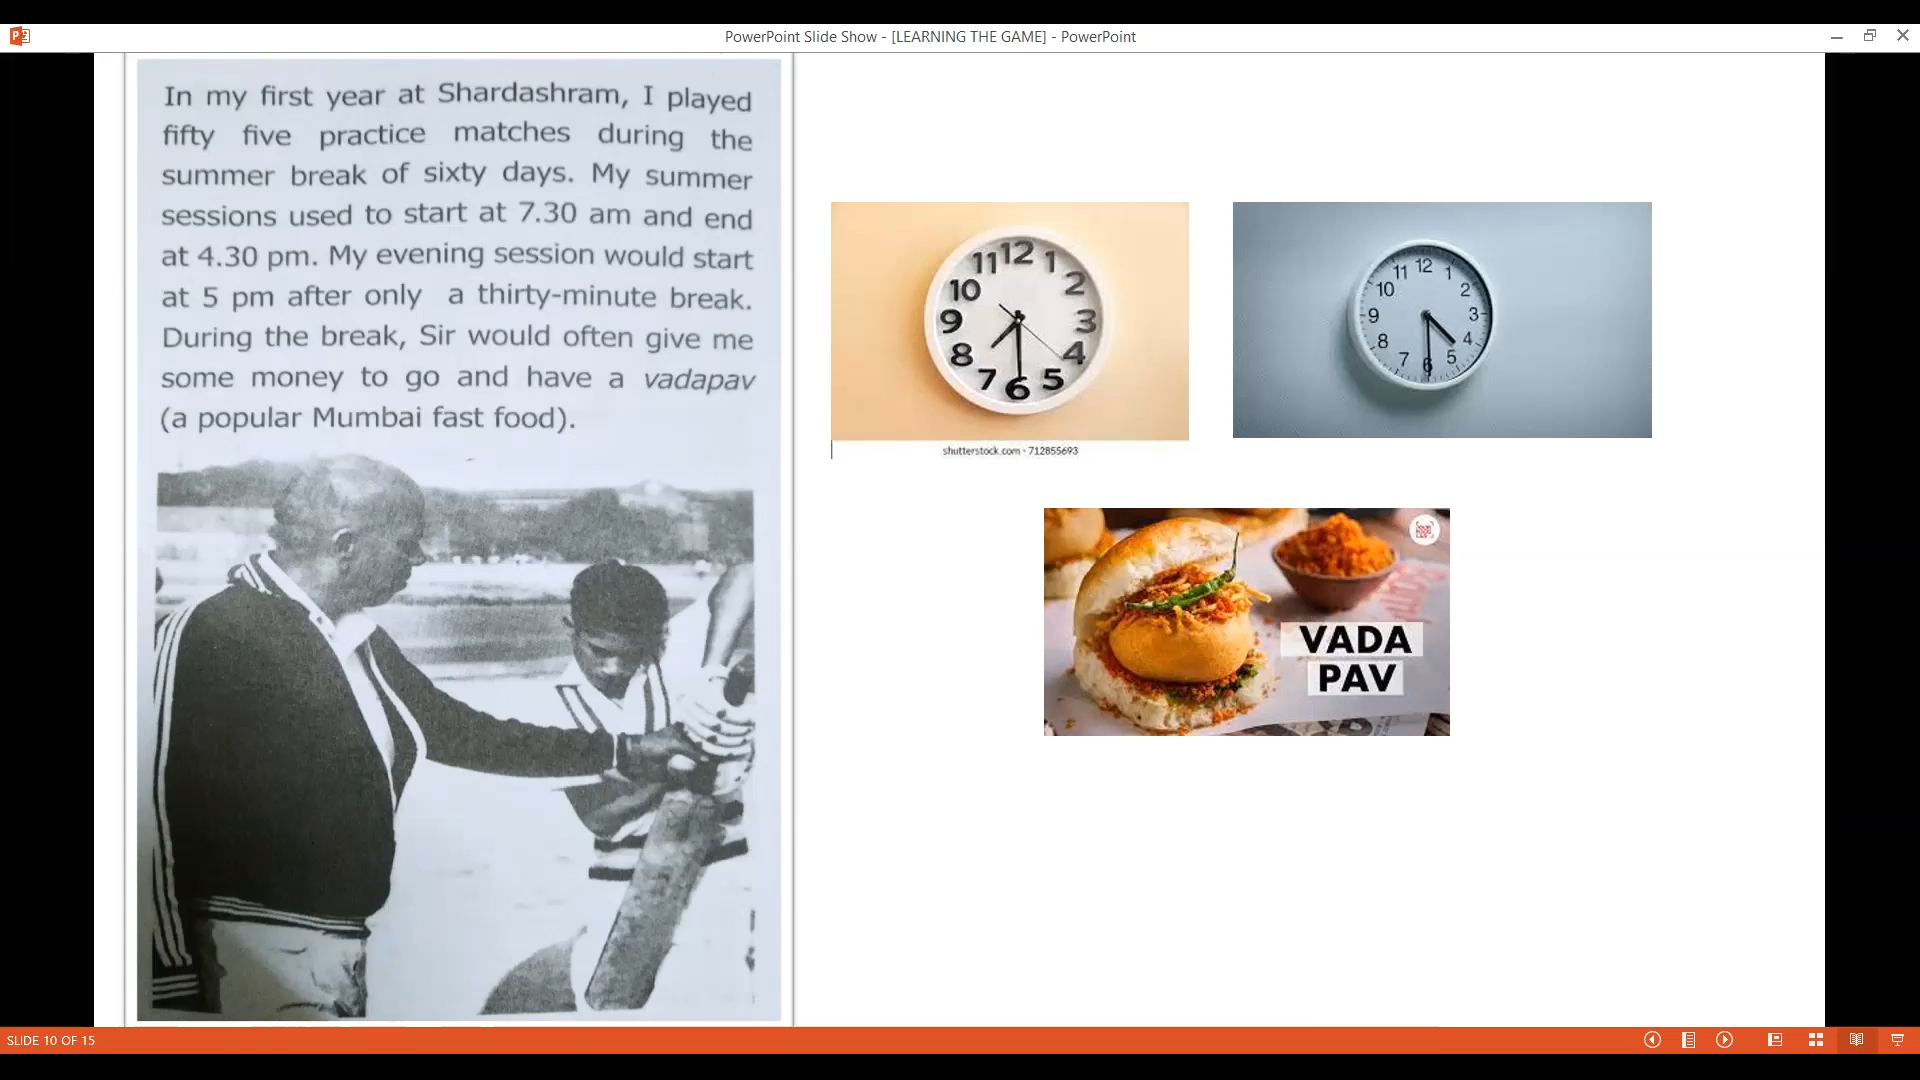 PowerPoint Slide Show - [LEARNING THE GAME] - PowerPoint
In my first year at Shardashram, I played
fifty five practice matches during the
summer break of sixty days. My summer
sessions used to start at 7.30 am and end
at 4.30 pm. My evening session would start
at 5 pm after only a thirty-minute break.
During the break, Sir would often give me
some money to go and have a vadapav
(a popular Mumbai fast food).
12
1
2
3
4
5
6
7
8
9
10
11
shutterstock.com • 712855693
12
1
2
3
4
5
6
7
8
9
10
11
VADA
PAV
SLIDE 10 OF 15